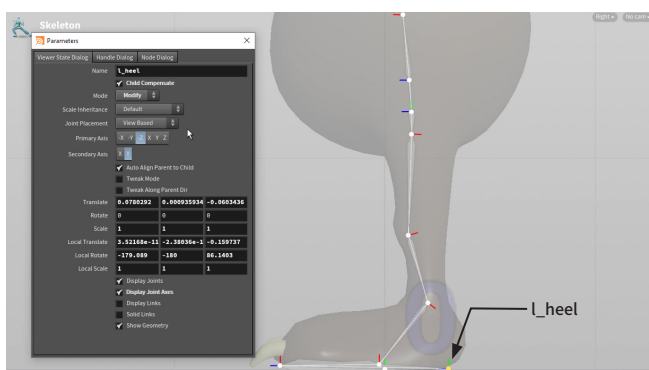 Skeleton
Right
No cam
Parameters
Viewer State Dialog Handle Dialog Node Dialog
Name l_heel
Child Compensate
Mode Modify
Scale Inheritance Default
Joint Placement View Based
Primary Axis -X -Y -Z X Y Z
Secondary Axis X Y
Auto Align Parent to Child
Tweak Mode
Tweak Along Parent Dir
Translate 0.0780292 0.000935934 -0.0603436
Rotate 0 0 0
Scale 1 1 1
Local Translate 3.52168e-11 -2.38036e-1 -0.159737
Local Rotate -179.089 -180 86.1403
Local Scale 1 1 1
Display Joints
Display Joint Axes
Display Links
Solid Links
Show Geometry
l_heel